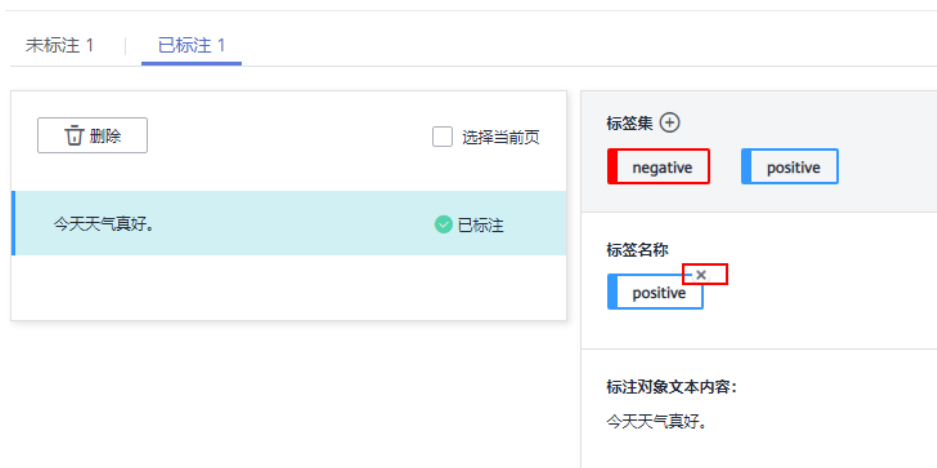 未标注 1
已标注 1
删除
选择当前页
今天天气真好。
已标注
标签集
negative
positive
标签名称
positive
标注对象文本内容:
今天天气真好。